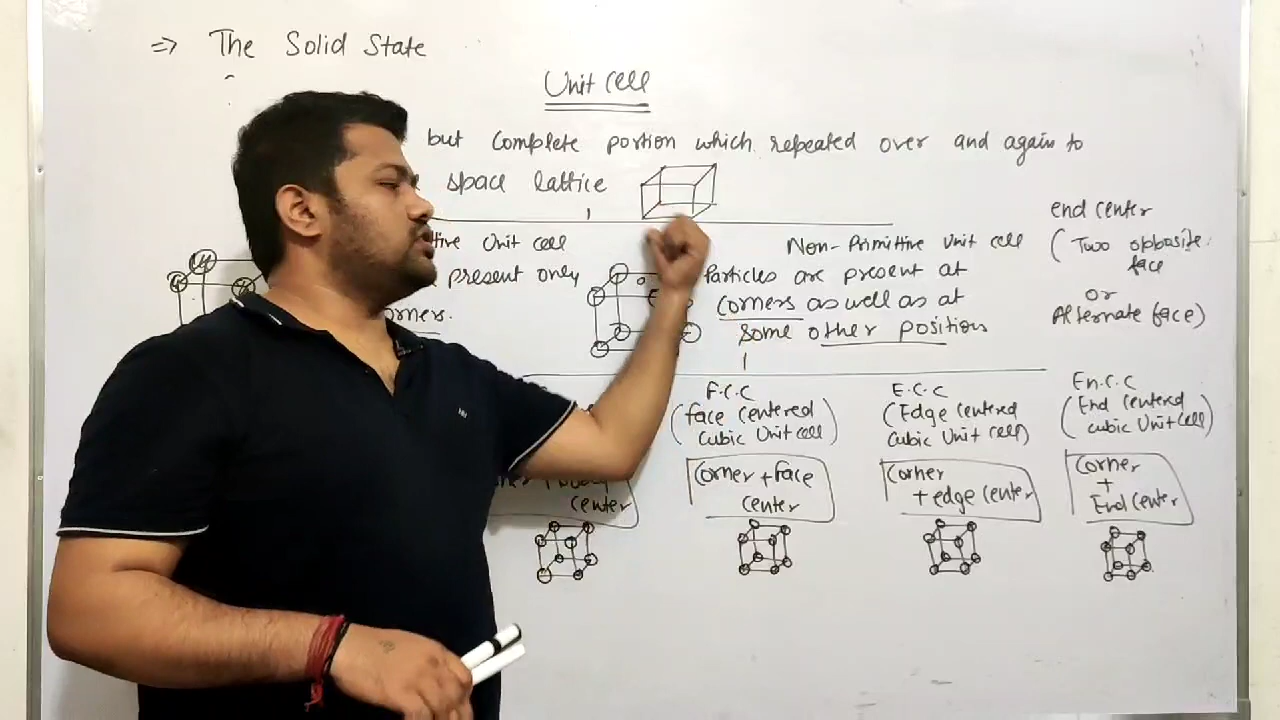 => The Solid State
Unit Cell
but Complete portion which repeated over and again to
space lattice
Unit Cell
present only
corners.
Non-Primitive Unit cell
Particles are present at
corners as well as at
some other position
end center
( Two opposite
face
or
Alternate face)
F.C.C
(face centered
cubic Unit cell)
Corner + face
center
E.C.C
(Edge centered
cubic Unit cell)
Corner
+ edge center
En.C.C
(End centered
cubic Unit cell)
Corner
+
End center
center